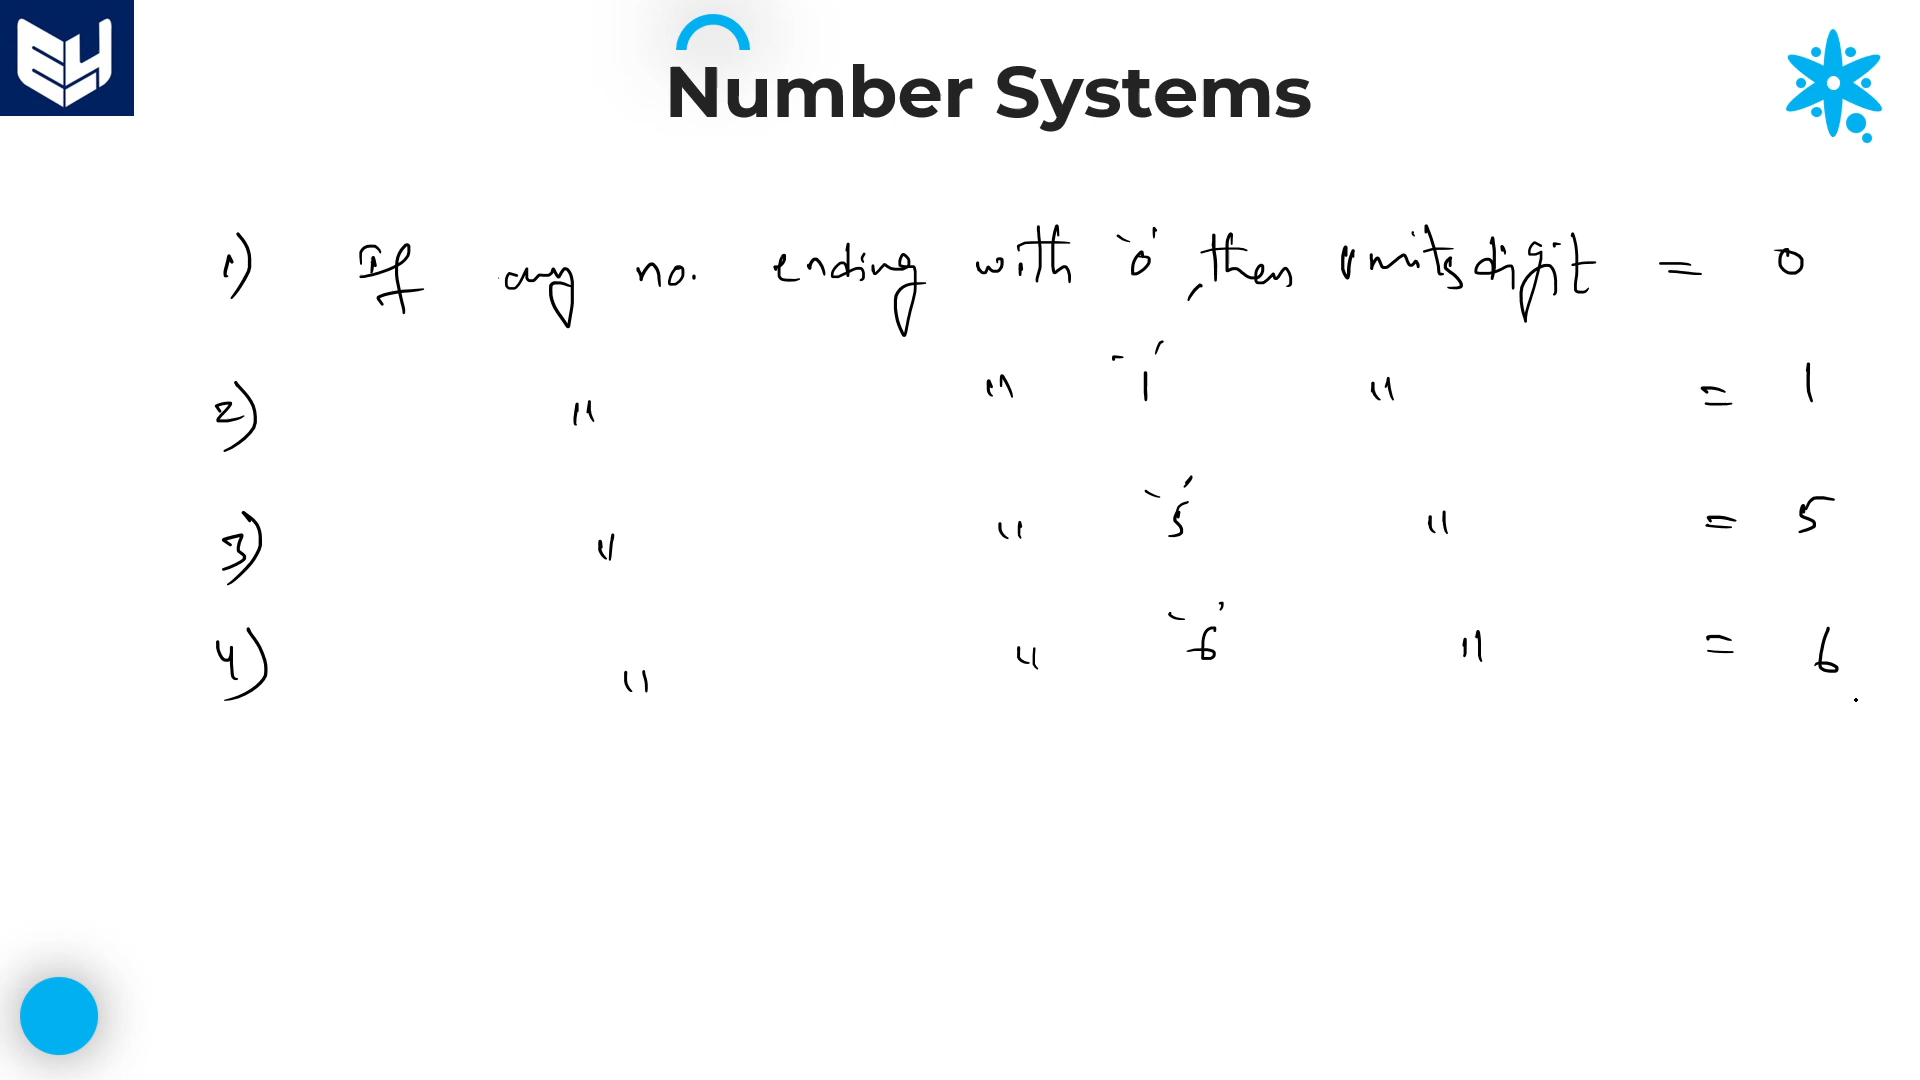 Number Systems
1) If any no. ending with '0', then units digit = 0
2) " " '1' " = 1
3) " " '5' " = 5
4) " " '6' " = 6.